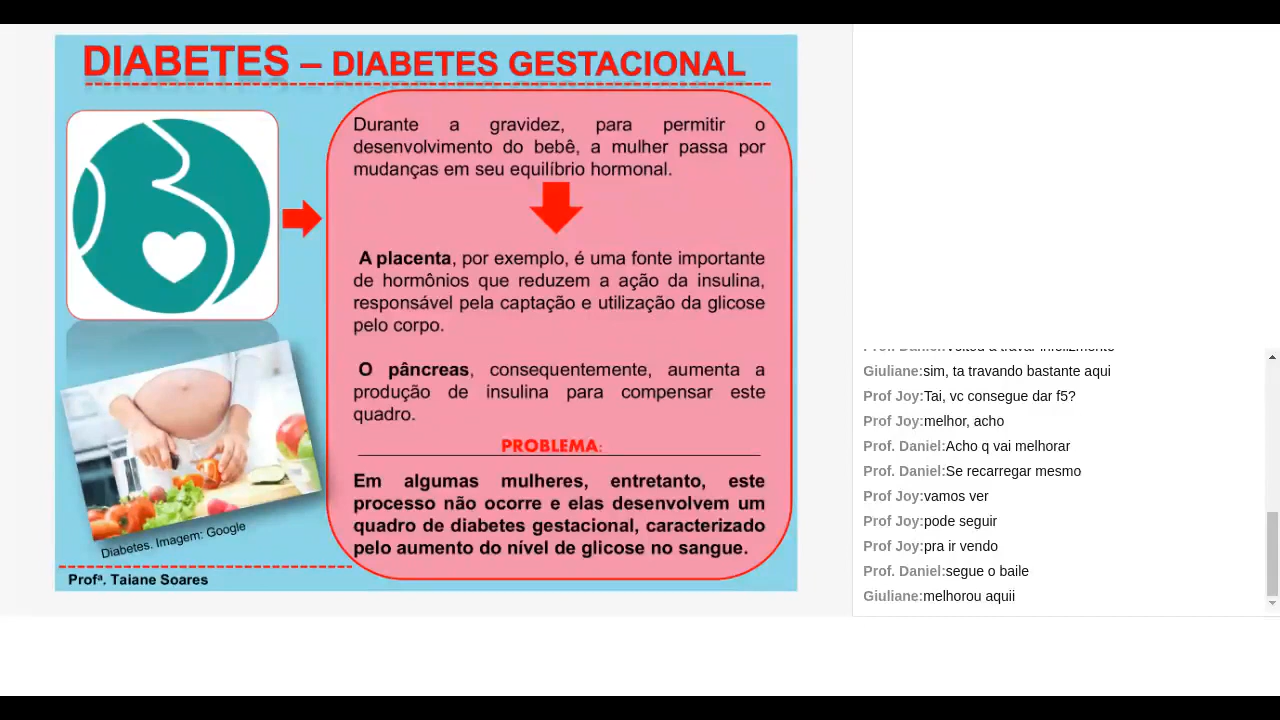 DIABETES – DIABETES GESTACIONAL
Durante a gravidez, para permitir o
desenvolvimento do bebê, a mulher passa por
mudanças em seu equilíbrio hormonal.
A placenta, por exemplo, é uma fonte importante
de hormônios que reduzem a ação da insulina,
responsável pela captação e utilização da glicose
pelo corpo.
O pâncreas, consequentemente, aumenta a
produção de insulina para compensar este
quadro.
PROBLEMA:
Em algumas mulheres, entretanto, este
processo não ocorre e elas desenvolvem um
quadro de diabetes gestacional, caracterizado
pelo aumento do nível de glicose no sangue.
Diabetes. Imagem: Google
Profª. Taiane Soares
Giuliane:sim, ta travando bastante aqui
Prof Joy:Tai, vc consegue dar f5?
Prof Joy:melhor, acho
Prof. Daniel:Acho q vai melhorar
Prof. Daniel:Se recarregar mesmo
Prof Joy:vamos ver
Prof Joy:pode seguir
Prof Joy:pra ir vendo
Prof. Daniel:segue o baile
Giuliane:melhorou aquii